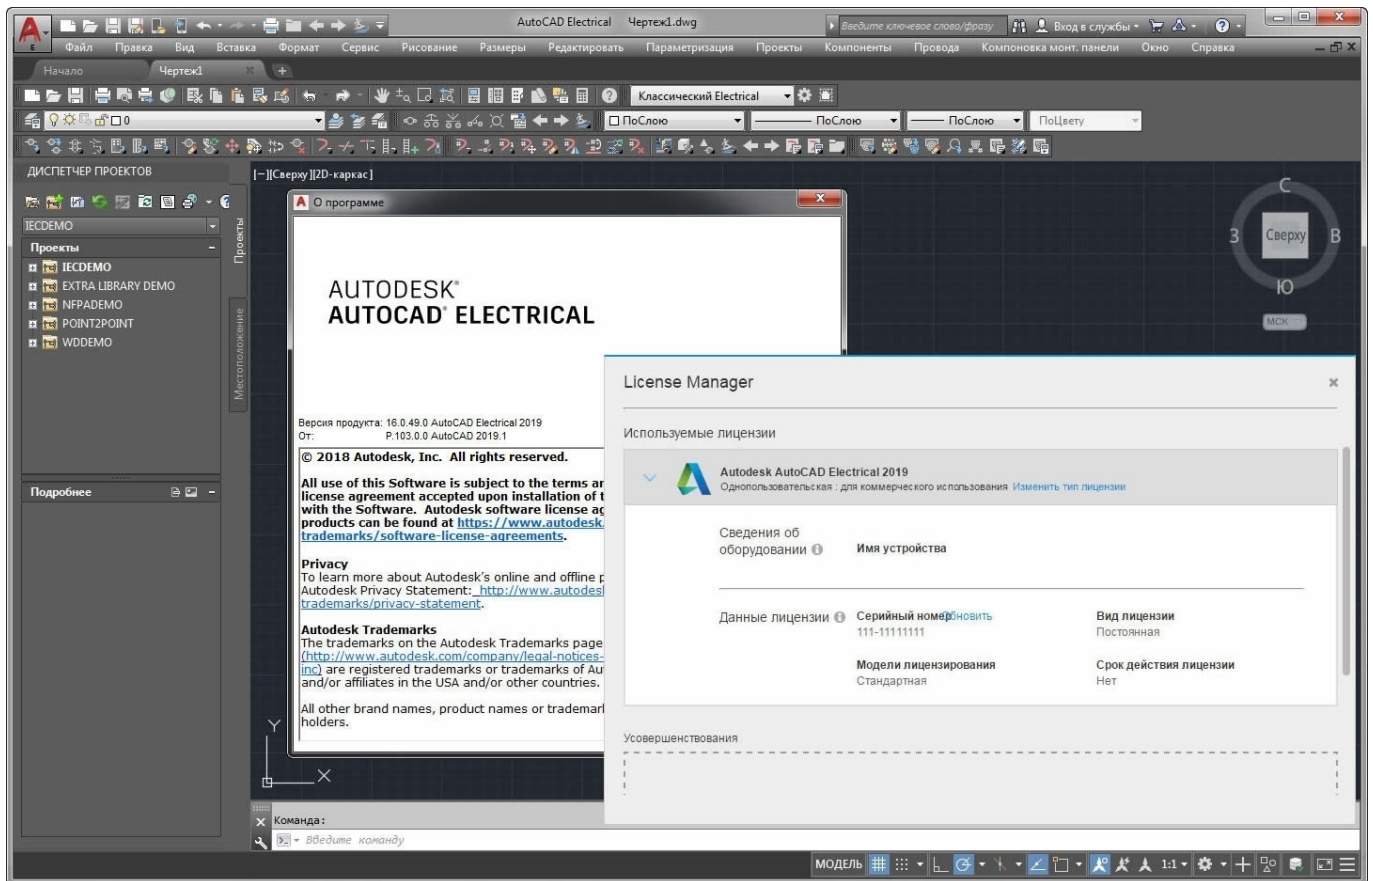 AutoCAD Electrical Чертеж1.dwg
Введите ключевое слово/фразу
Вход в службы
E
Файл Правка Вид Вставка Формат Сервис Рисование Размеры Редактировать Параметризация Проекты Компоненты Провода Компоновка монт. панели Окно Справка
Начало Чертеж1
Классический Electrical
0 ПоСлою ПоСлою ПоСлою ПоЦвету
ДИСПЕТЧЕР ПРОЕКТОВ
IECDEMO
Проекты
IECDEMO
EXTRA LIBRARY DEMO
NFPADEMO
POINT2POINT
WDDEMO
Проекты
Местоположение
Подробнее
[−][Сверху][2D-каркас]
С
З Сверху В
Ю
МСК
О программе
AUTODESK®
AUTOCAD® ELECTRICAL
Версия продукта: 16.0.49.0 AutoCAD Electrical 2019
От: P.103.0.0 AutoCAD 2019.1
© 2018 Autodesk, Inc. All rights reserved.
All use of this Software is subject to the terms
license agreement accepted upon installation of
with the Software. Autodesk software license
products can be found at https://www.autodesk.
trademarks/software-license-agreements.
Privacy
To learn more about Autodesk's online and offline
Autodesk Privacy Statement: http://www.autodes
trademarks/privacy-statement.
Autodesk Trademarks
The trademarks on the Autodesk Trademarks page
(http://www.autodesk.com/company/legal-notices-
inc) are registered trademarks or trademarks of Au
and/or affiliates in the USA and/or other countries.
All other brand names, product names or trademar
holders.
License Manager
Используемые лицензии
Autodesk AutoCAD Electrical 2019
Однопользовательская : для коммерческого использования Изменить тип лицензии
Сведения об
оборудовании Имя устройства
Данные лицензии Серийный номер Обновить Вид лицензии
111-11111111 Постоянная
Модели лицензирования Срок действия лицензии
Стандартная Нет
Усовершенствования
Y
X
Команда:
Введите команду
МОДЕЛЬ 1:1